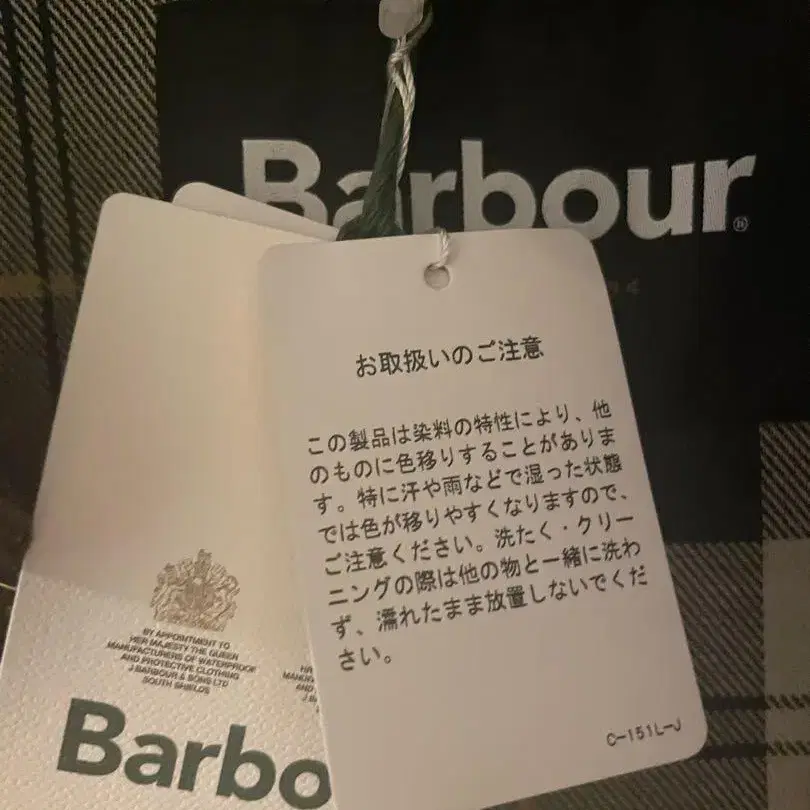 Barbour
お取扱いのご注意
この製品は染料の特性により、他
のものに色移りすることがありま
す。特に汗や雨などで湿った状態
では色が移りやすくなりますので、
ご注意ください。洗たく・クリー
ニングの際は他の物と一緒に洗わ
ず、濡れたまま放置しないでくだ
さい。
C-151L-J
BY APPOINTMENT TO
HER MAJESTY THE QUEEN
MANUFACTURERS OF WATERPROOF
AND PROTECTIVE CLOTHING
J.BARBOUR & SONS LTD
SOUTH SHIELDS
Barbo